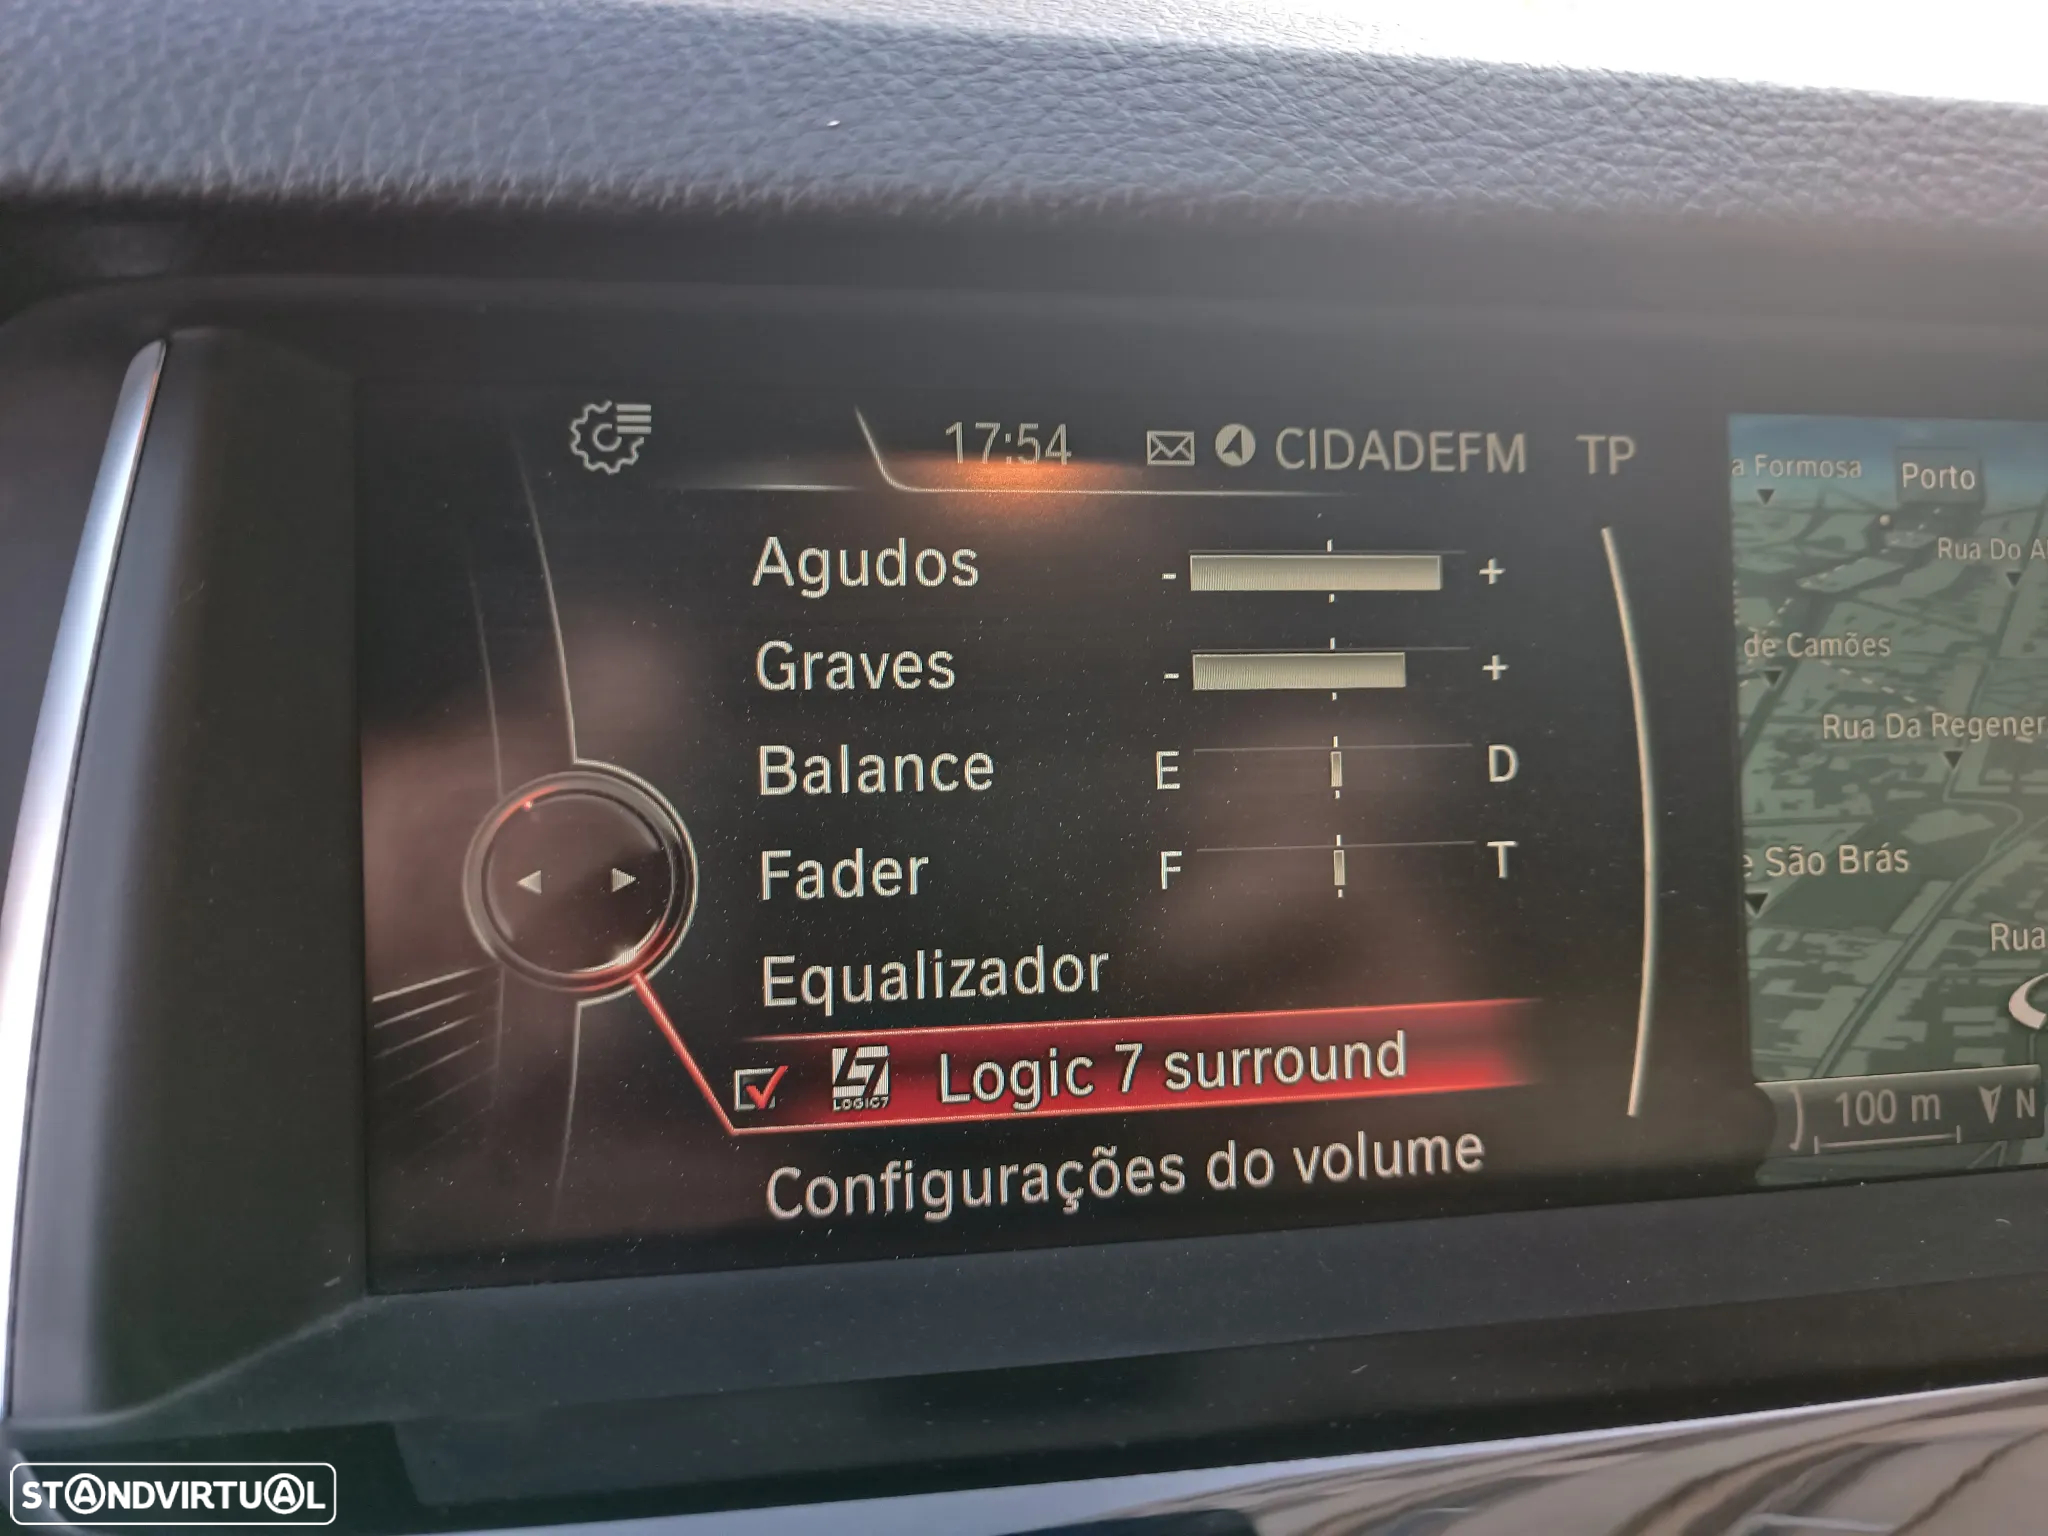 17:54 CIDADEFM TP
Agudos - +
Graves - +
Balance E D
Fader F T
Equalizador
LOGIC7 Logic 7 surround
Configurações do volume
a Formosa
Porto
Rua Do A
de Camões
Rua Da Regener
e São Brás
Rua
100 m N
STANDVIRTUAL